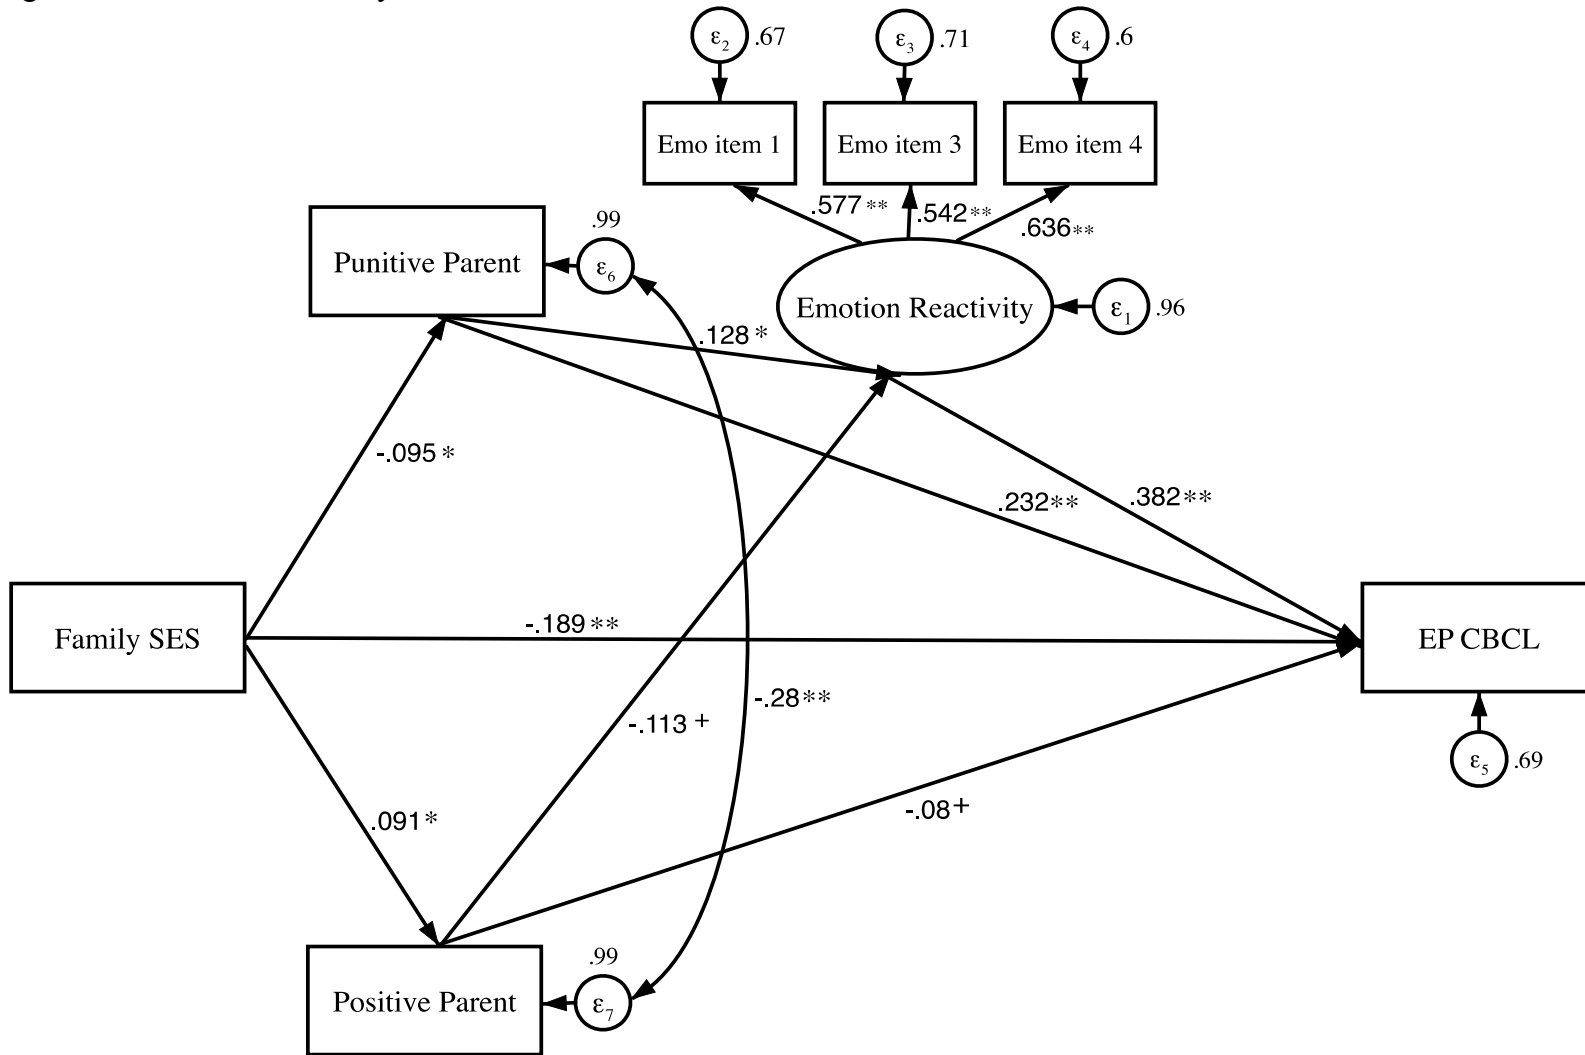 ε2 .67
ε3 .71
ε4 .6
Emo item 1
Emo item 3
Emo item 4
.577**
.542**
.636**
.99
Punitive Parent
ε6
Emotion Reactivity
ε1 .96
.128*
-.095*
.232**
.382**
Family SES
-.189**
EP CBCL
-.28**
-.113+
ε5 .69
-.08+
.091*
.99
Positive Parent
ε7